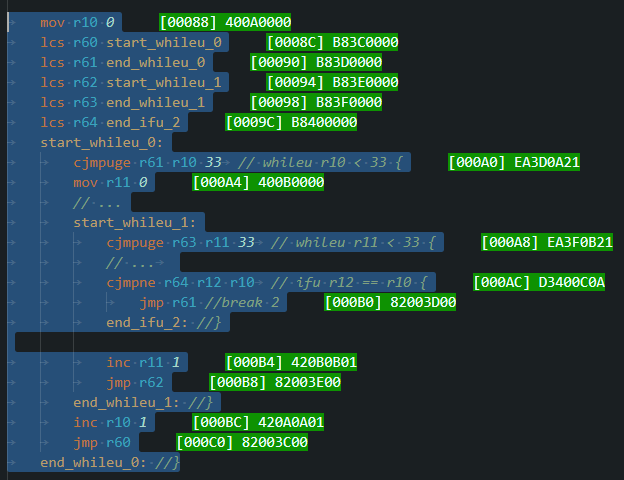 mov r10 0 [00088] 400A0000
lcs r60 start_whileu_0 [0008C] B83C0000
lcs r61 end_whileu_0 [00090] B83D0000
lcs r62 start_whileu_1 [00094] B83E0000
lcs r63 end_whileu_1 [00098] B83F0000
lcs r64 end_ifu_2 [0009C] B8400000
start_whileu_0:
cjmpuge r61 r10 33 // whileu r10 < 33 { [000A0] EA3D0A21
mov r11 0 [000A4] 400B0000
// ...
start_whileu_1:
cjmpuge r63 r11 33 // whileu r11 < 33 { [000A8] EA3F0B21
// ...
cjmpne r64 r12 r10 // ifu r12 == r10 { [000AC] D3400C0A
jmp r61 //break 2 [000B0] 82003D00
end_ifu_2: //}
inc r11 1 [000B4] 420B0B01
jmp r62 [000B8] 82003E00
end_whileu_1: //}
inc r10 1 [000BC] 420A0A01
jmp r60 [000C0] 82003C00
end_whileu_0: //}